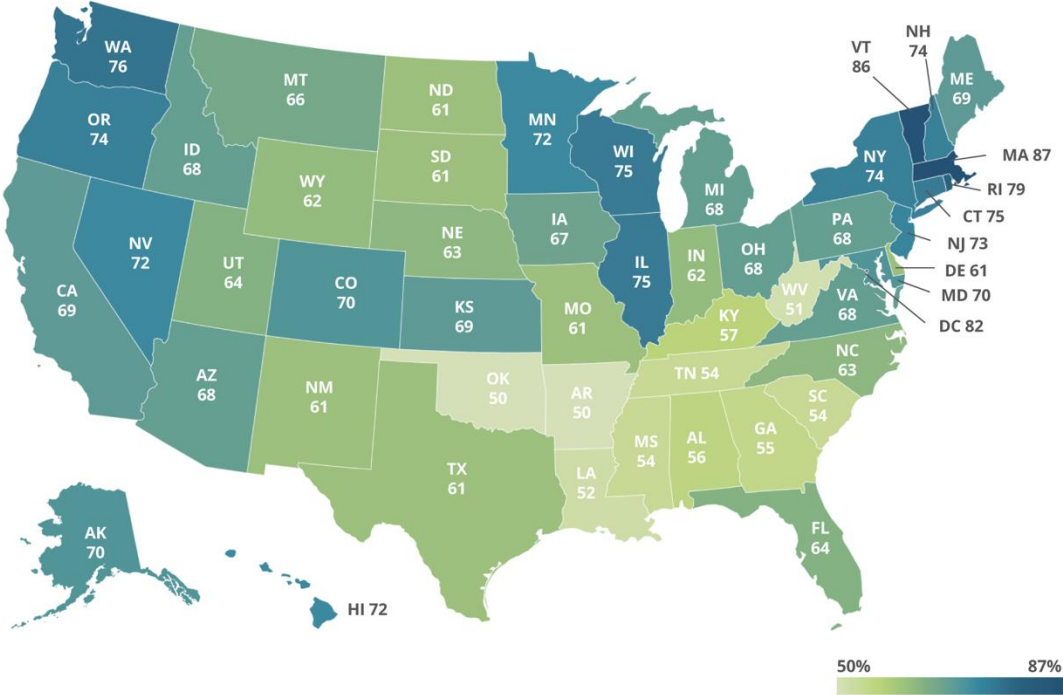 WA
76
OR
74
ID
68
MT
66
ND
61
MN
72
WI
75
VT
86
NH
74
ME
69
NY
74
MA 87
RI 79
CT 75
NJ 73
DE 61
MD 70
DC 82
SD
61
WY
62
NE
63
IA
67
MI
68
PA
68
CA
69
NV
72
UT
64
CO
70
KS
69
MO
61
IL
75
IN
62
OH
68
WV
51
VA
68
KY
57
NC
63
TN 54
SC
54
AZ
68
NM
61
OK
50
AR
50
TX
61
LA
52
MS
54
AL
56
GA
55
FL
64
AK
70
HI 72
50% 87%